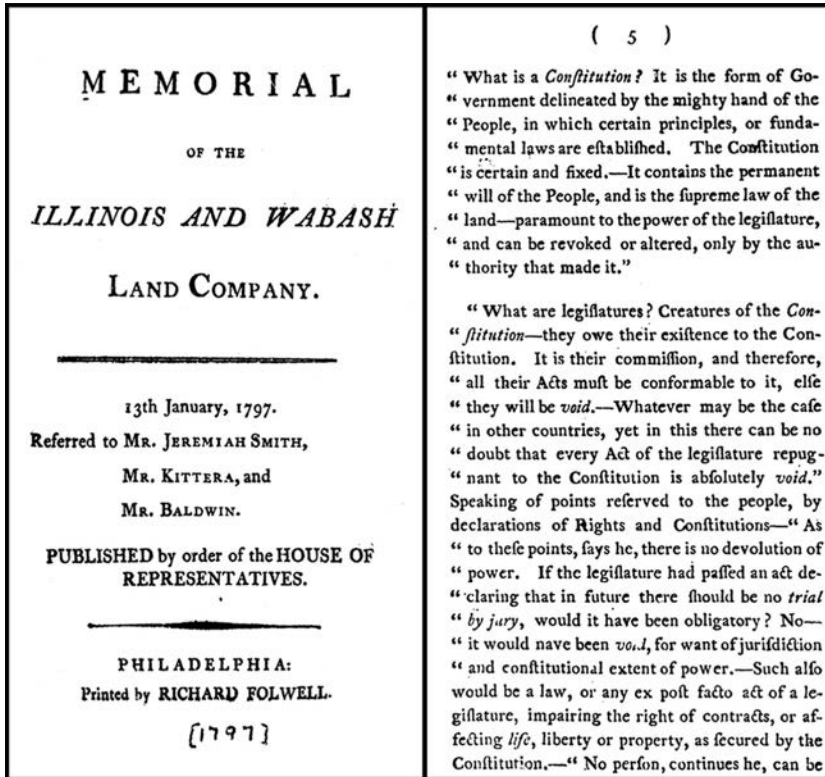 MEMORIAL
OF THE
ILLINOIS AND WABASH
LAND COMPANY.
13th January, 1797.
Referred to MR. JEREMIAH SMITH,
MR. KITTERA, and
MR. BALDWIN.
PUBLISHED by order of the HOUSE OF
REPRESENTATIVES.
PHILADELPHIA:
Printed by RICHARD FOLWELL.
[1797]
( 5 )
“ What is a Conſtitution? It is the form of Go-
“ vernment delineated by the mighty hand of the
“ People, in which certain principles, or funda-
“ mental laws are eſtabliſhed. The Conſtitution
“ is certain and fixed.—It contains the permanent
“ will of the People, and is the ſupreme law of the
“ land—paramount to the power of the legiſlature,
“ and can be revoked or altered, only by the au-
“ thority that made it.”
“ What are legiſlatures? Creatures of the Con-
“ ſtitution—they owe their exiſtence to the Con-
ſtitution. It is their commiſſion, and therefore,
“ all their Acts muſt be conformable to it, elſe
“ they will be void.—Whatever may be the caſe
“ in other countries, yet in this there can be no
“ doubt that every Act of the legiſlature repug-
“ nant to the Conſtitution is abſolutely void.”
Speaking of points reſerved to the people, by
declarations of Rights and Conſtitutions—“ As
“ to theſe points, ſays he, there is no devolution of
“ power. If the legiſlature had paſſed an act de-
“ claring that in future there ſhould be no trial
“ by jury, would it have been obligatory? No—
“ it would nave been void, for want of juriſdiction
“ and conſtitutional extent of power.—Such alſo
would be a law, or any ex poſt facto act of a le-
giſlature, impairing the right of contracts, or af-
fecting life, liberty or property, as ſecured by the
Conſtitution.—“ No perſon, continues he, can be